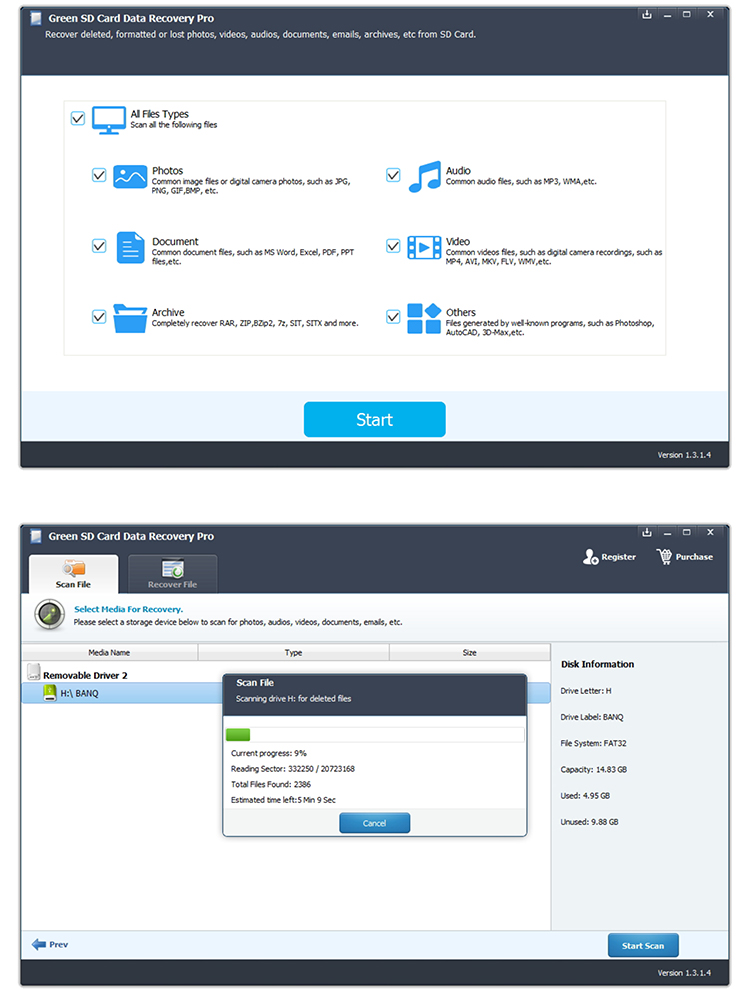 Green SD Card Data Recovery Pro
Recover deleted, formatted or lost photos, videos, audios, documents, emails, archives, etc from SD Card.
All Files Types
Scan all the following files
Photos
Common image files or digital camera photos, such as JPG,
PNG, GIF,BMP, etc.
Audio
Common audio files, such as MP3, WMA,etc.
Document
Common document files, such as MS Word, Excel, PDF, PPT
files,etc.
Video
Common videos files, such as digital camera recordings, such as
MP4, AVI, MKV, FLV, WMV,etc.
Archive
Completely recover RAR, ZIP,BZip2, 7z, SIT, SITX and more.
Others
Files generated by well-known programs, such as Photoshop,
AutoCAD, 3D-Max,etc.
Start
Version 1.3.1.4
Green SD Card Data Recovery Pro
Register
Purchase
Scan File
Recover File
Select Media For Recovery.
Please select a storage device below to scan for photos, audios, videos, documents, emails, etc.
Media Name
Type
Size
Removable Driver 2
H:\ BANQ
Scan File
Scanning drive H: for deleted files
Current progress: 9%
Reading Sector: 332250 / 20723168
Total Files Found: 2386
Estimated time left:5 Min 9 Sec
Cancel
Disk Information
Drive Letter: H
Drive Label: BANQ
File System: FAT32
Capacity: 14.83 GB
Used: 4.95 GB
Unused: 9.88 GB
Prev
Start Scan
Version 1.3.1.4